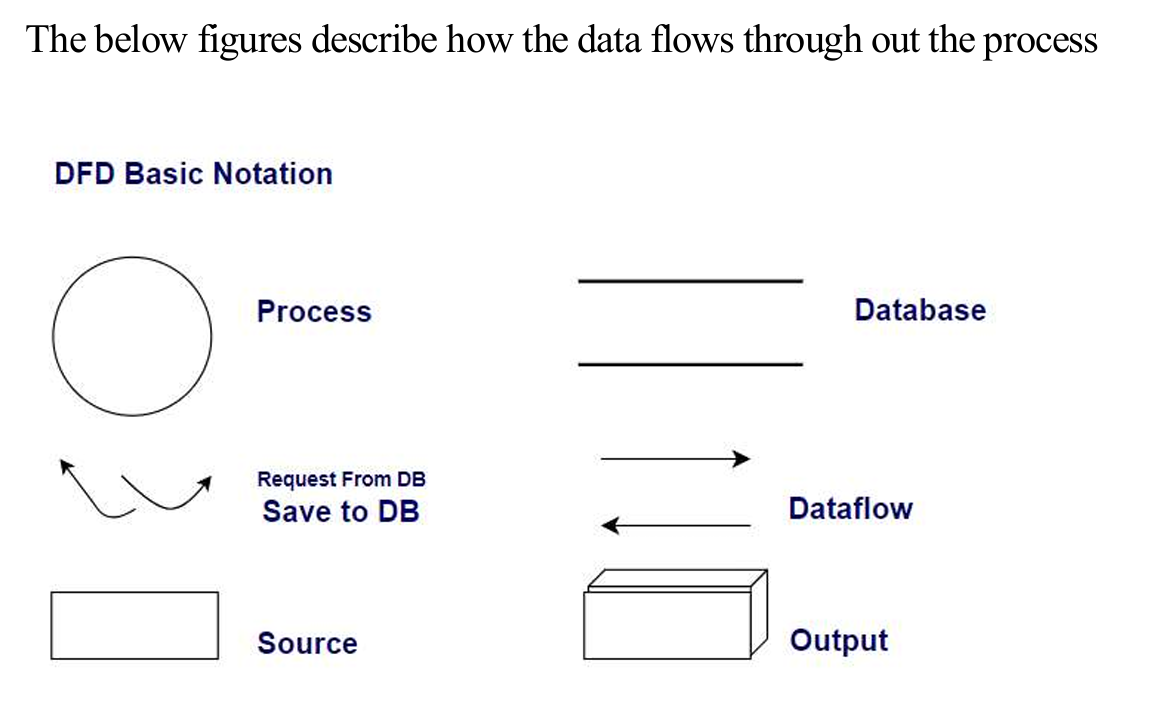 The below figures describe how the data flows through out the process
DFD Basic Notation
Process
Database
Request From DB
Save to DB
Dataflow
Source
Output